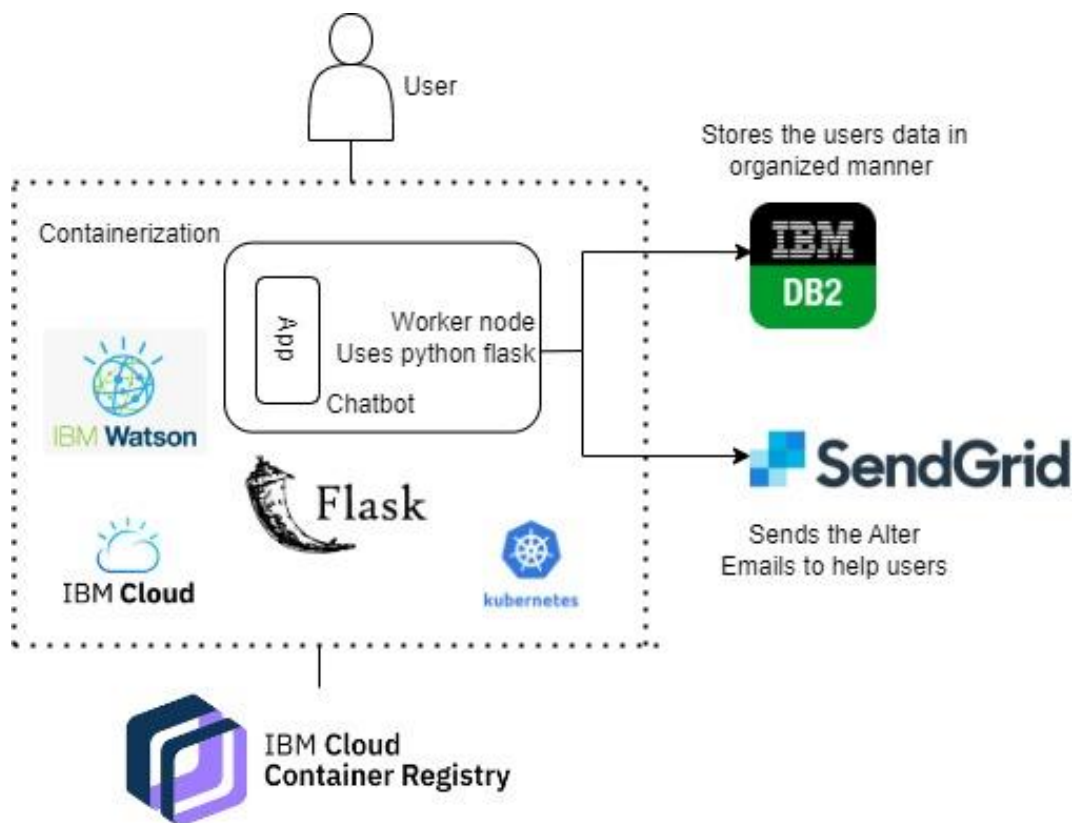 User
Stores the users data in
organized manner
IBM
DB2
Containerization
App
Worker node
Uses python flask
Chatbot
IBM Watson
Flask
IBM Cloud
kubernetes
SendGrid
Sends the Alter
Emails to help users
IBM Cloud
Container Registry